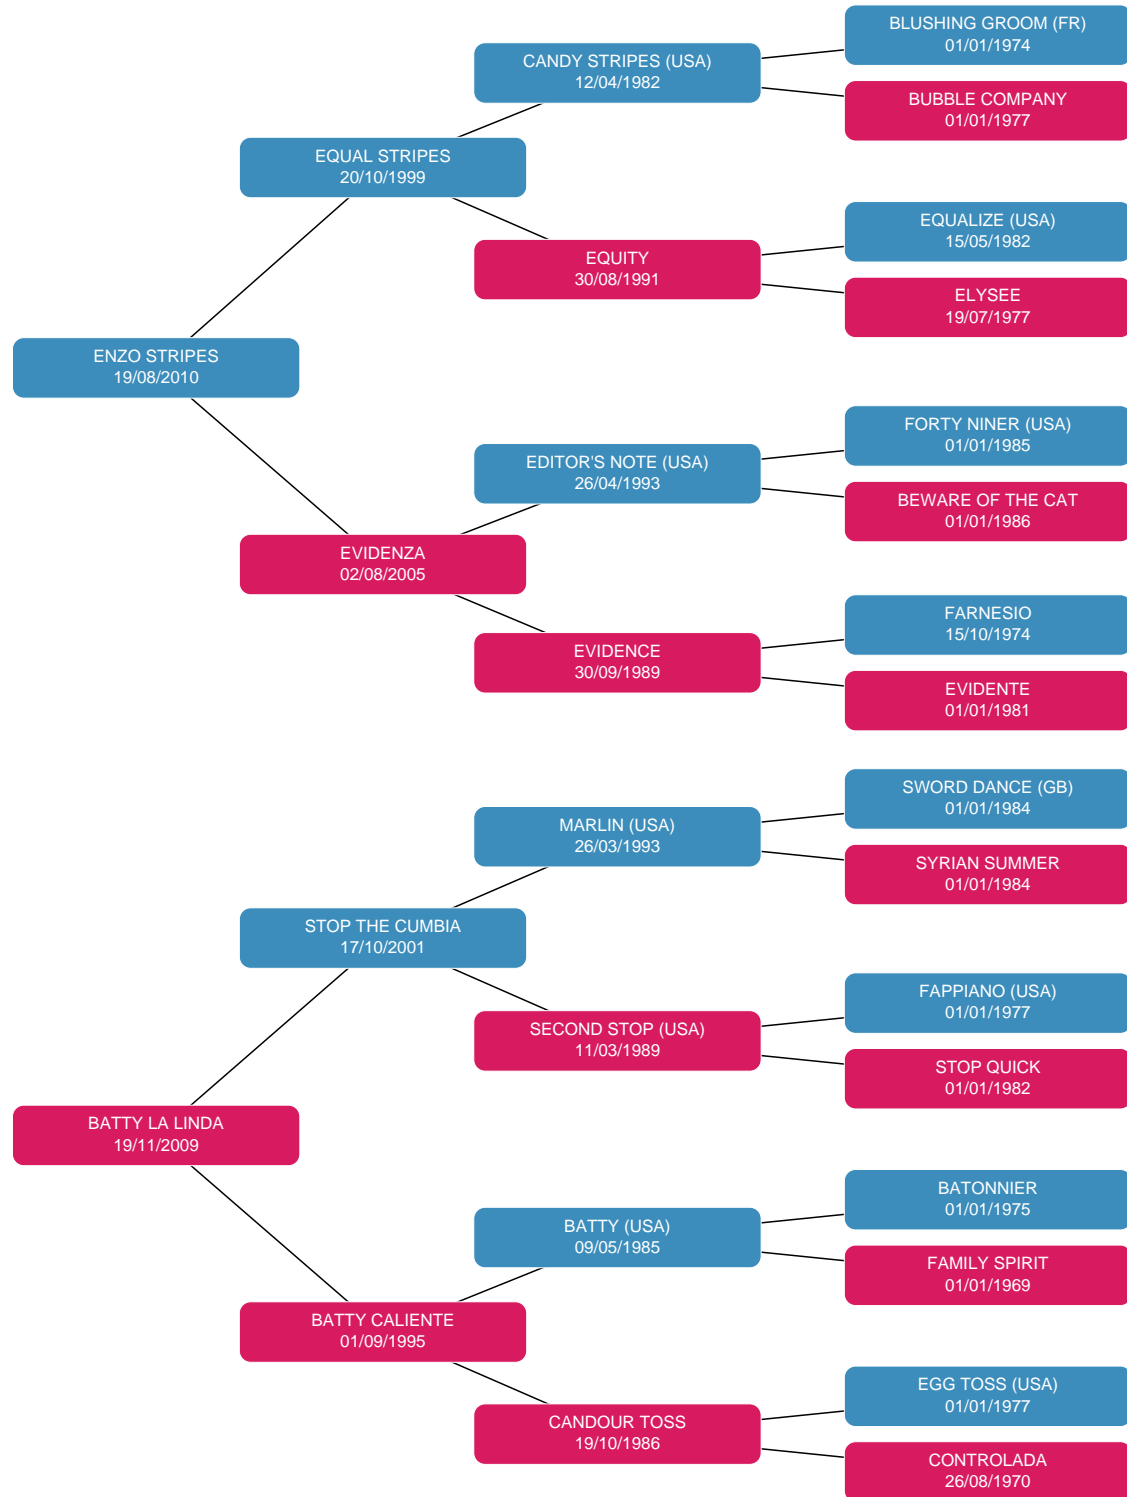 BLUSHING GROOM (FR)
01/01/1974
CANDY STRIPES (USA)
12/04/1982
BUBBLE COMPANY
01/01/1977
EQUAL STRIPES
20/10/1999
EQUALIZE (USA)
15/05/1982
EQUITY
30/08/1991
ELYSEE
19/07/1977
ENZO STRIPES
19/08/2010
FORTY NINER (USA)
01/01/1985
EDITOR'S NOTE (USA)
26/04/1993
BEWARE OF THE CAT
01/01/1986
EVIDENZA
02/08/2005
FARNESIO
15/10/1974
EVIDENCE
30/09/1989
EVIDENTE
01/01/1981
SWORD DANCE (GB)
01/01/1984
MARLIN (USA)
26/03/1993
SYRIAN SUMMER
01/01/1984
STOP THE CUMBIA
17/10/2001
FAPPIANO (USA)
01/01/1977
SECOND STOP (USA)
11/03/1989
STOP QUICK
01/01/1982
BATTY LA LINDA
19/11/2009
BATONNIER
01/01/1975
BATTY (USA)
09/05/1985
FAMILY SPIRIT
01/01/1969
BATTY CALIENTE
01/09/1995
EGG TOSS (USA)
01/01/1977
CANDOUR TOSS
19/10/1986
CONTROLADA
26/08/1970